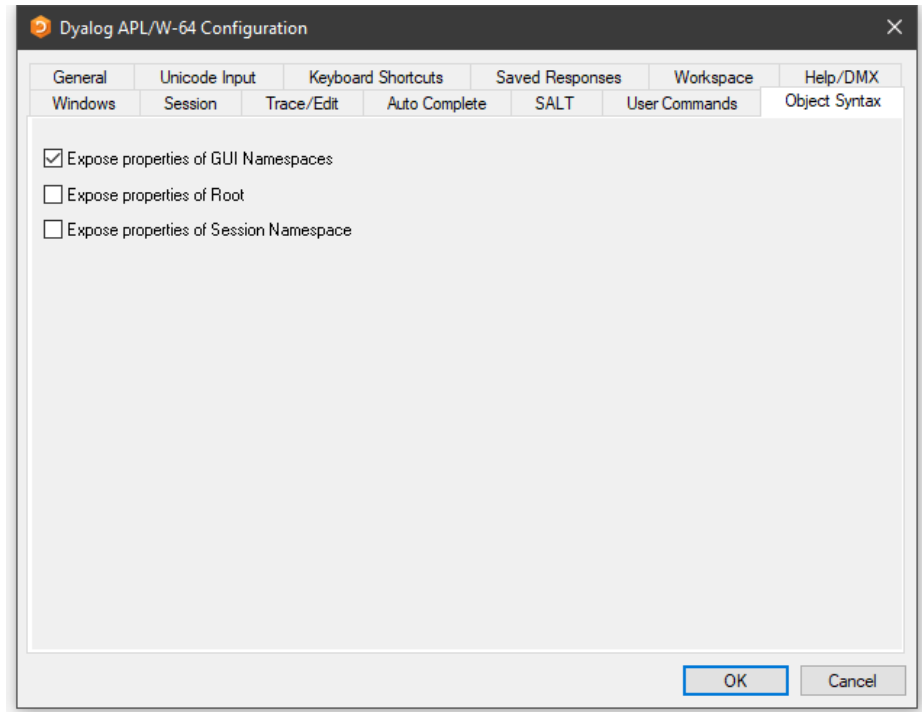 Dyalog APL/W-64 Configuration
General Unicode Input Keyboard Shortcuts Saved Responses Workspace Help/DMX
Windows Session Trace/Edit Auto Complete SALT User Commands Object Syntax
Expose properties of GUI Namespaces
Expose properties of Root
Expose properties of Session Namespace
OK Cancel